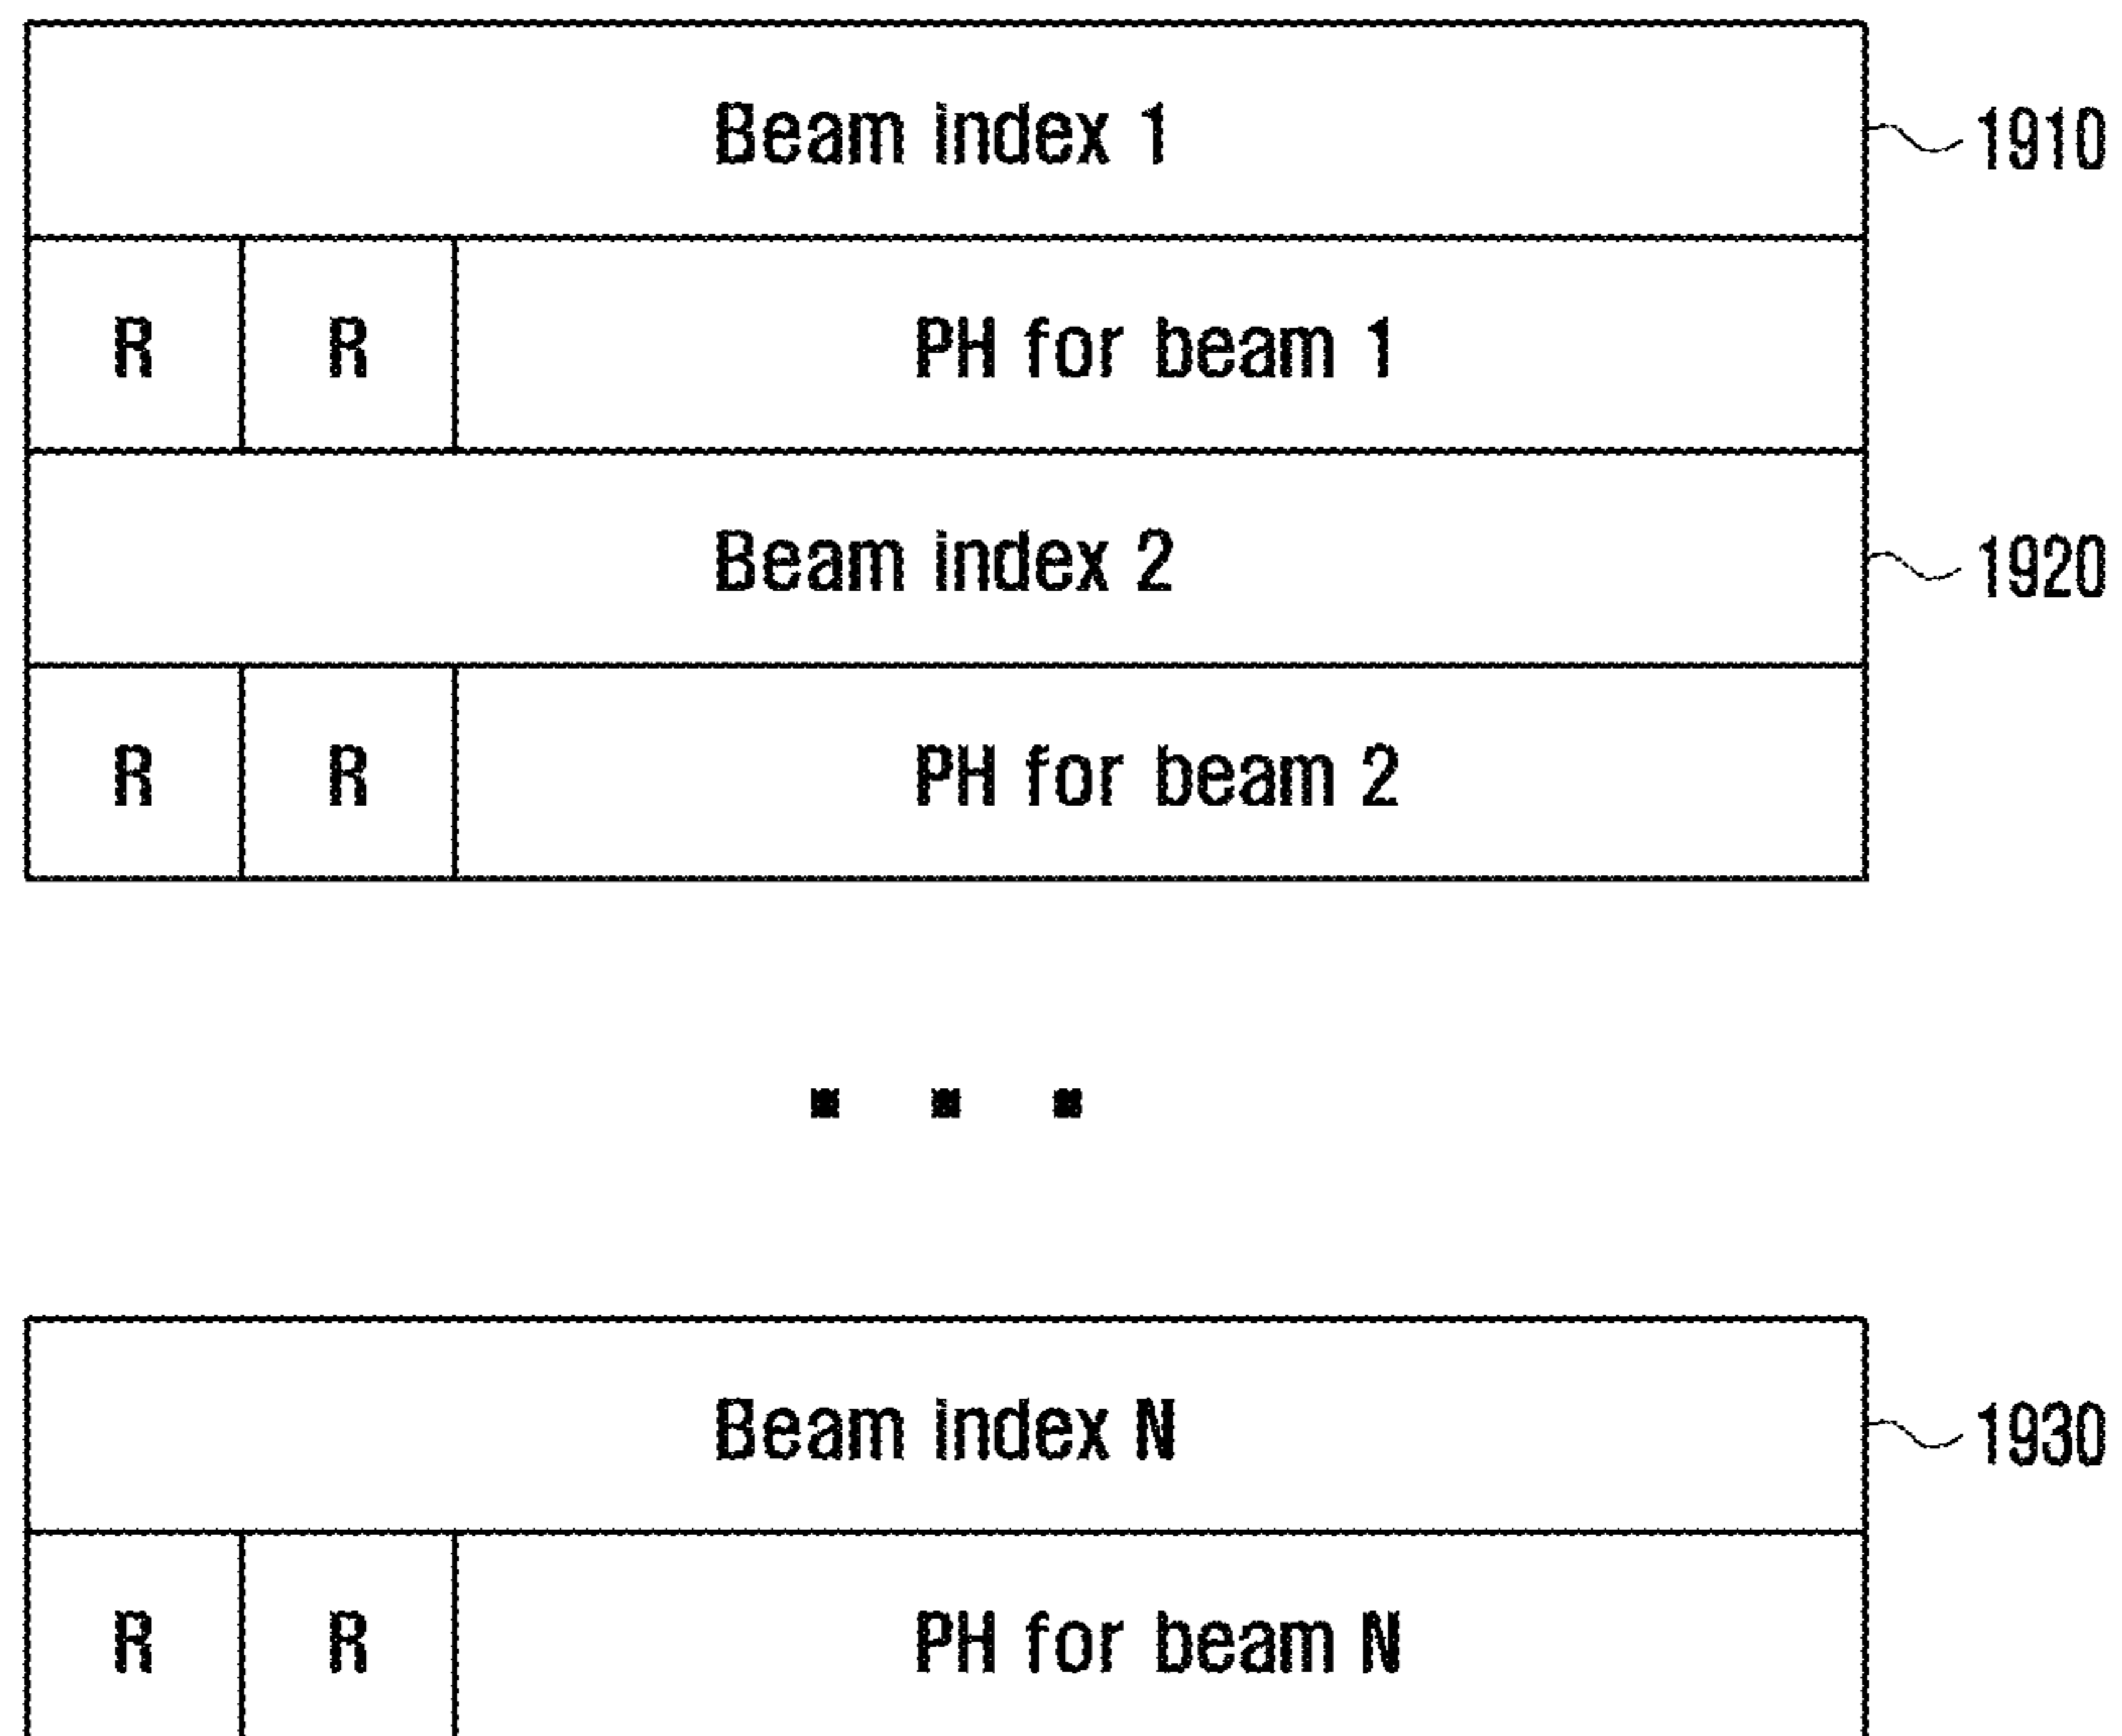 Beam index 1 1910
R R PH for beam 1
Beam index 2 1920
R R PH for beam 2
Beam index N 1930
R R PH for beam N